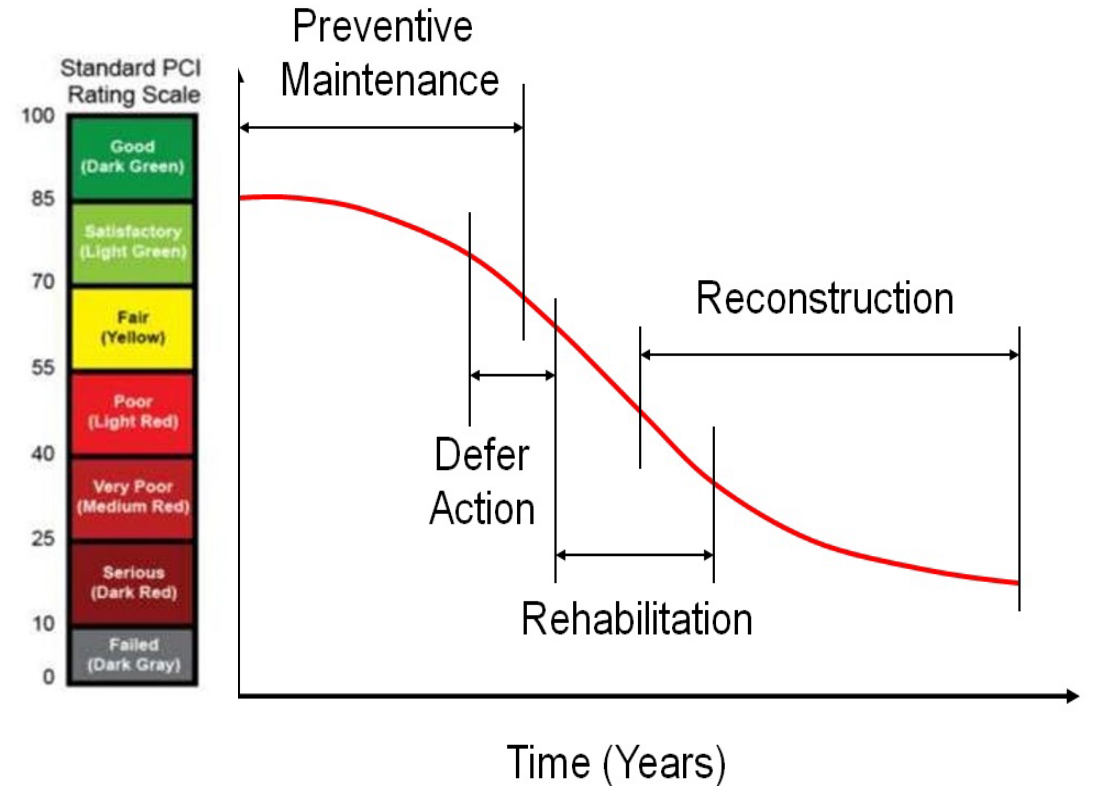 Standard PCI
Rating Scale
100
Good
(Dark Green)
85
Satisfactory
(Light Green)
70
Fair
(Yellow)
55
Poor
(Light Red)
40
Very Poor
(Medium Red)
25
Serious
(Dark Red)
10
Failed
(Dark Gray)
0
Preventive
Maintenance
Reconstruction
Defer
Action
Rehabilitation
Time (Years)